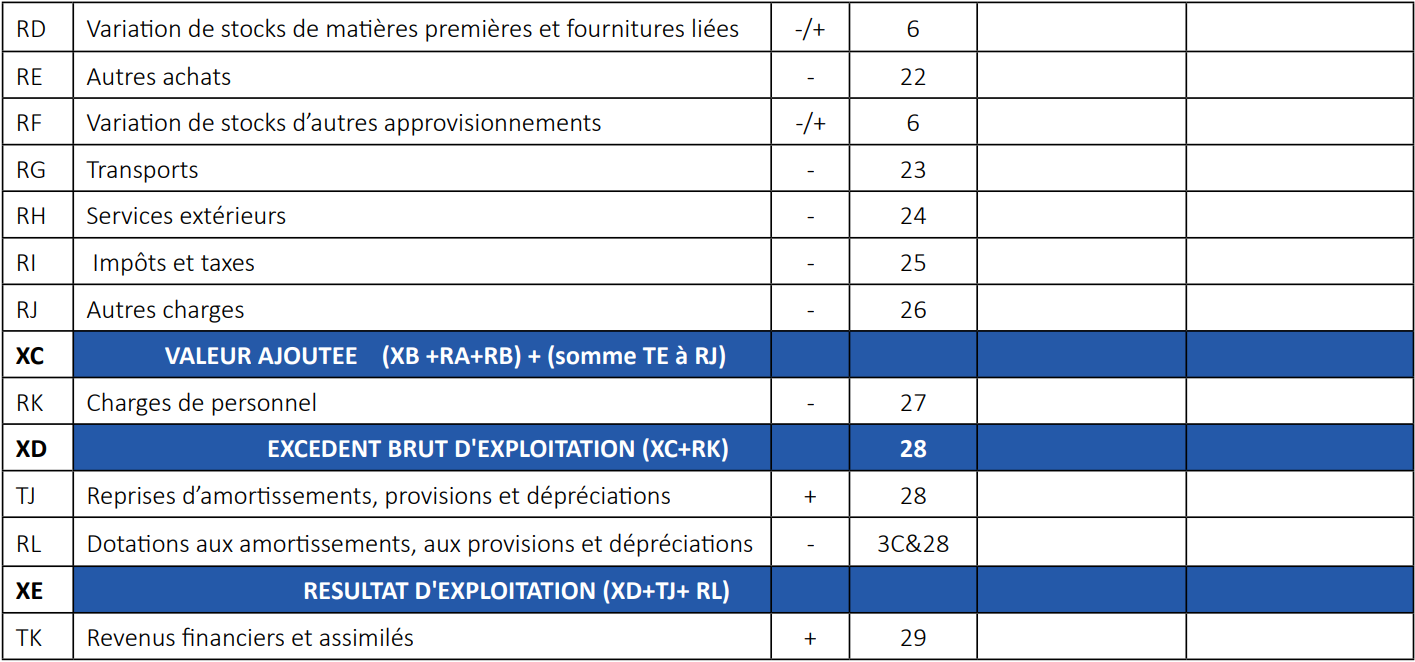 RD Variation de stocks de matières premières et fournitures liées -/+ 6
RE Autres achats - 22
RF Variation de stocks d’autres approvisionnements -/+ 6
RG Transports - 23
RH Services extérieurs - 24
RI Impôts et taxes - 25
RJ Autres charges - 26
XC VALEUR AJOUTEE (XB +RA+RB) + (somme TE à RJ)
RK Charges de personnel - 27
XD EXCEDENT BRUT D'EXPLOITATION (XC+RK) 28
TJ Reprises d’amortissements, provisions et dépréciations + 28
RL Dotations aux amortissements, aux provisions et dépréciations - 3C&28
XE RESULTAT D'EXPLOITATION (XD+TJ+ RL)
TK Revenus financiers et assimilés + 29